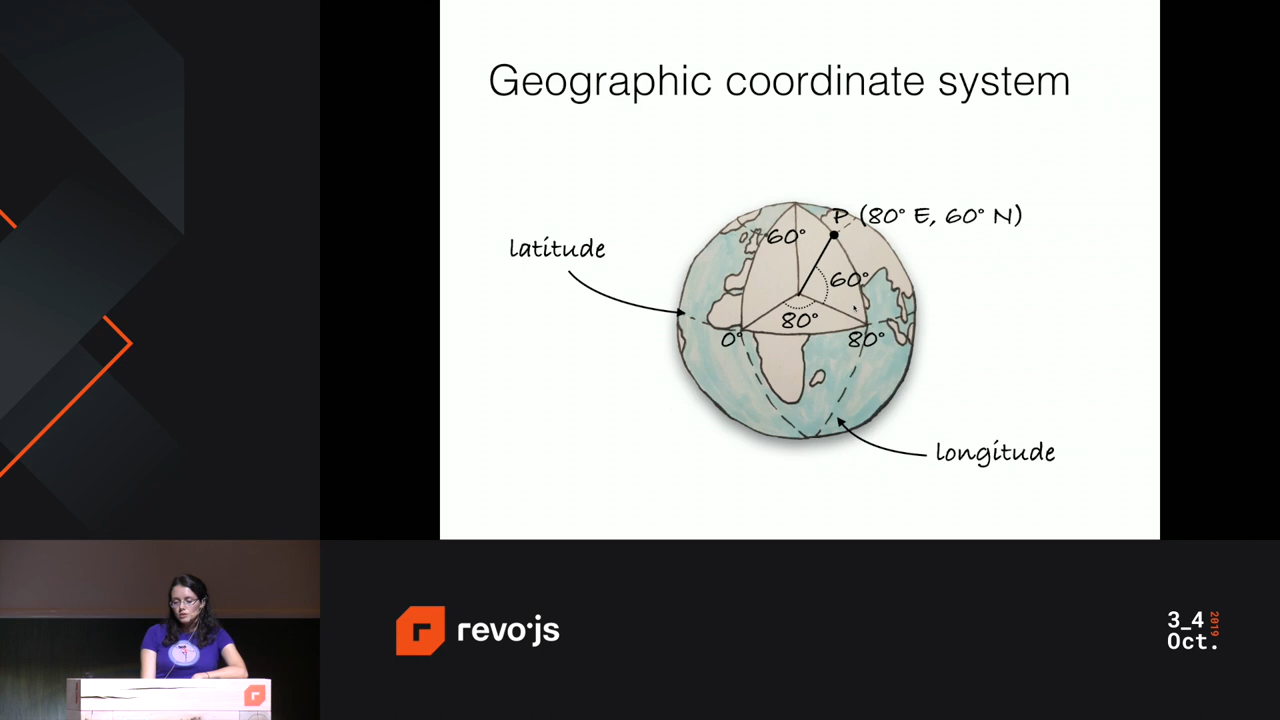 Geographic coordinate system
P (80° E, 60° N)
60°
latitude
60°
80°
0°
80°
longitude
revo.js
3_4
Oct.
2019